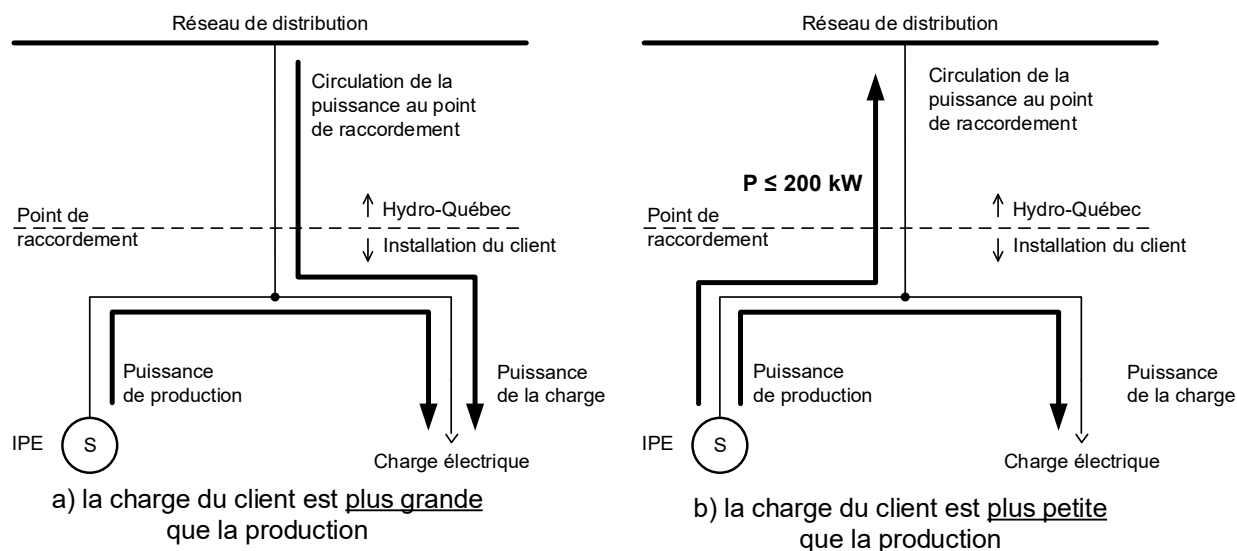 Réseau de distribution
Circulation de la
puissance au point
de raccordement
Point de
raccordement
Hydro-Québec
Installation du client
Puissance
de production
Puissance
de la charge
IPE
S
Charge électrique
a) la charge du client est plus grande
que la production
Réseau de distribution
Circulation de la
puissance au point
de raccordement
P ≤ 200 kW
Point de
raccordement
Hydro-Québec
Installation du client
Puissance
de production
Puissance
de la charge
IPE
S
Charge électrique
b) la charge du client est plus petite
que la production